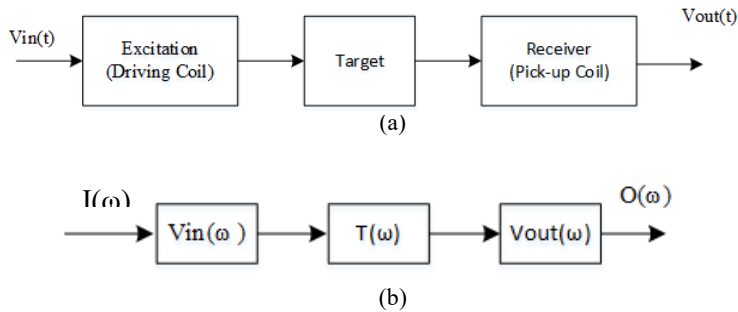 Vin(t)
Excitation
(Driving Coil)
Target
Receiver
(Pick-up Coil)
Vout(t)
(a)
I(ω)
Vin(ω )
T(ω)
Vout(ω)
O(ω)
(b)